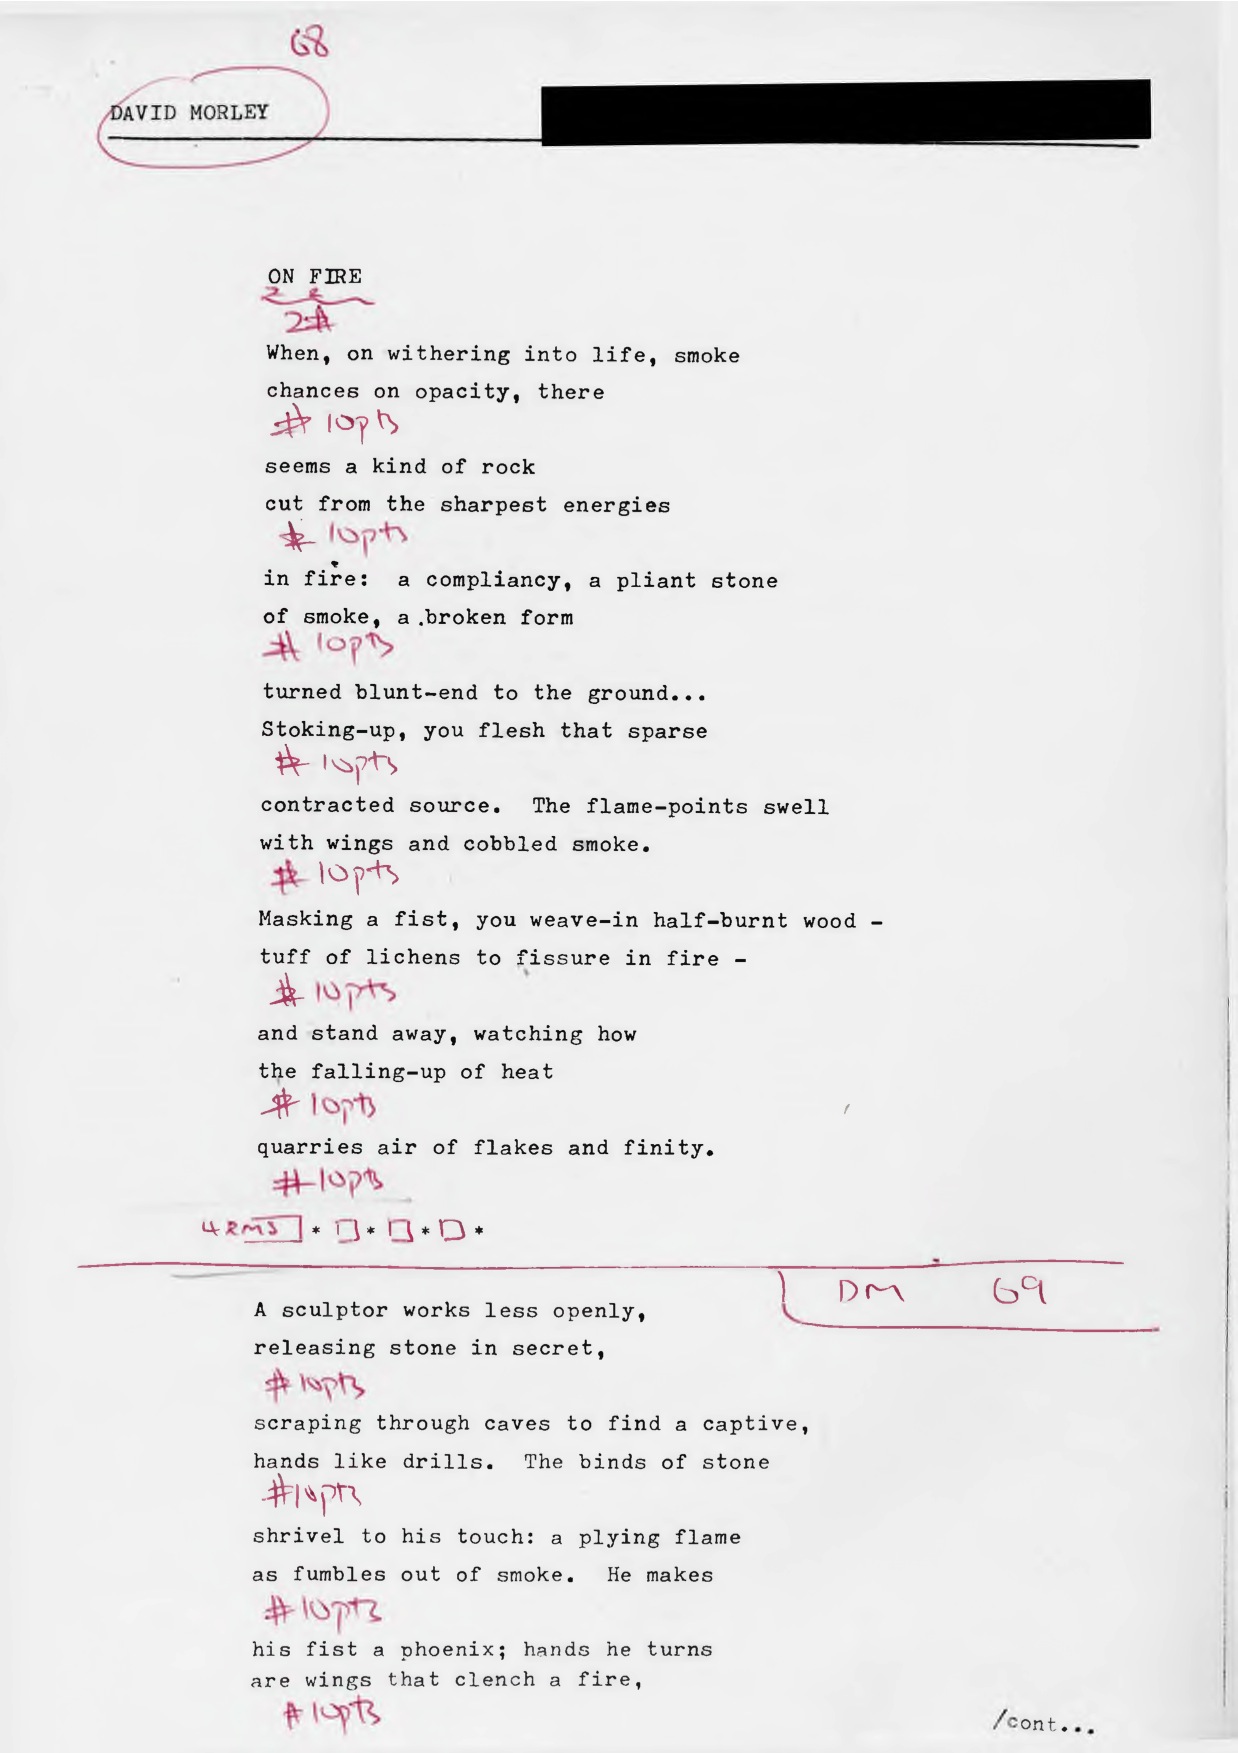 68
DAVID MORLEY
ON FIRE
2#
When, on withering into life, smoke
chances on opacity, there
# 10pts
seems a kind of rock
cut from the sharpest energies
# 10pts
in fire:  a compliancy, a pliant stone
of smoke, a broken form
# 10pts
turned blunt-end to the ground...
Stoking-up, you flesh that sparse
# 10pts
contracted source.  The flame-points swell
with wings and cobbled smoke.
# 10pts
Masking a fist, you weave-in half-burnt wood -
tuff of lichens to fissure in fire -
# 10pts
and stand away, watching how
the falling-up of heat
# 10pts
quarries air of flakes and finity.
# 10pts
4 RMS * □ * □ * □ *
DM 69
A sculptor works less openly,
releasing stone in secret,
# 10pts
scraping through caves to find a captive,
hands like drills.  The binds of stone
# 10pts
shrivel to his touch: a plying flame
as fumbles out of smoke.  He makes
# 10pts
his fist a phoenix; hands he turns
are wings that clench a fire,
# 10pts
/cont...